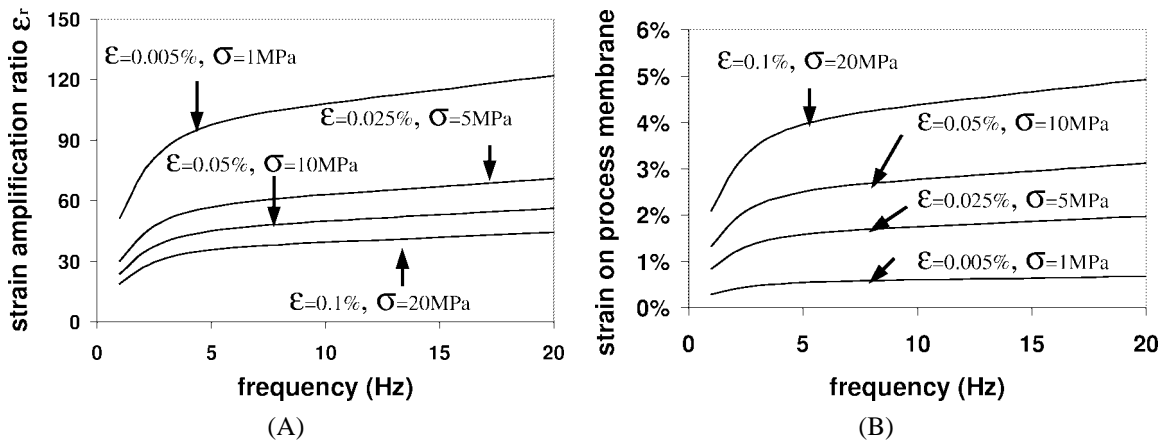 strain amplification ratio εr
150
120
90
60
30
0
ε=0.005%, σ=1MPa
ε=0.025%, σ=5MPa
ε=0.05%, σ=10MPa
ε=0.1%, σ=20MPa
0 5 10 15 20
frequency (Hz)
(A)
strain on process membrane
6%
5%
4%
3%
2%
1%
0%
ε=0.1%, σ=20MPa
ε=0.05%, σ=10MPa
ε=0.025%, σ=5MPa
ε=0.005%, σ=1MPa
0 5 10 15 20
frequency (Hz)
(B)